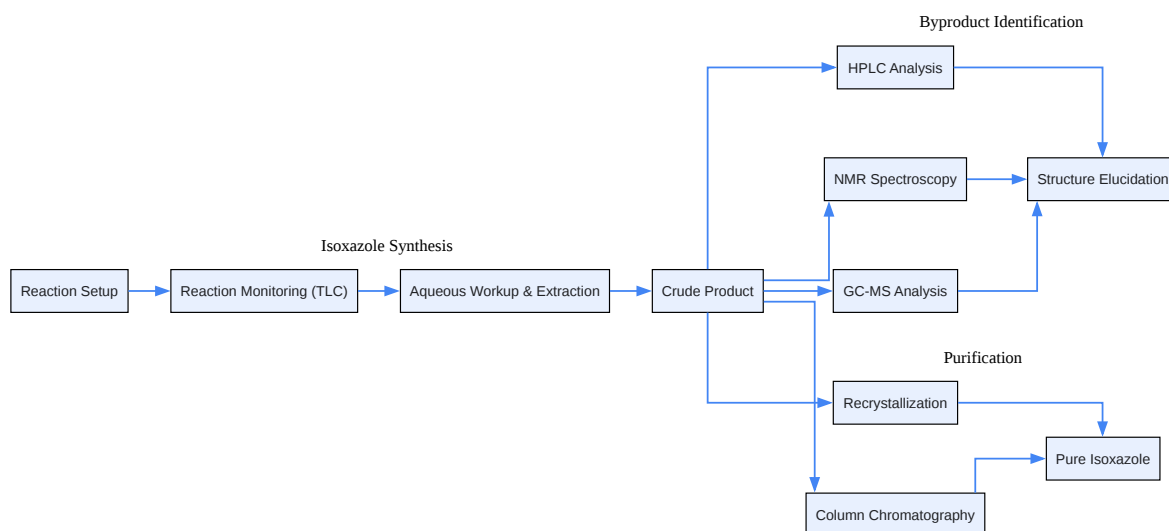 Byproduct Identification
HPLC Analysis
NMR Spectroscopy
Structure Elucidation
Isoxazole Synthesis
Reaction Setup
Reaction Monitoring (TLC)
Aqueous Workup & Extraction
Crude Product
GC-MS Analysis
Purification
Recrystallization
Pure Isoxazole
Column Chromatography